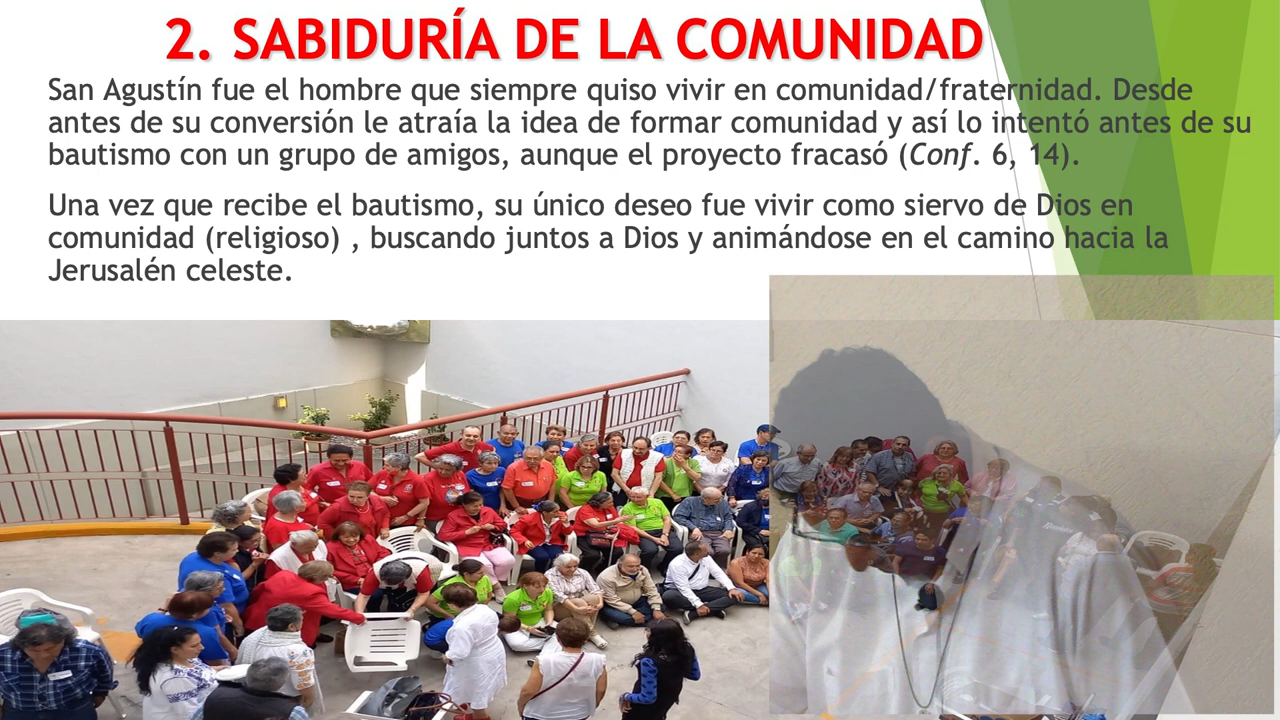 2. SABIDURÍA DE LA COMUNIDAD
San Agustín fue el hombre que siempre quiso vivir en comunidad/fraternidad. Desde
antes de su conversión le atraía la idea de formar comunidad y así lo intentó antes de su
bautismo con un grupo de amigos, aunque el proyecto fracasó (Conf. 6, 14).
Una vez que recibe el bautismo, su único deseo fue vivir como siervo de Dios en
comunidad (religioso) , buscando juntos a Dios y animándose en el camino hacia la
Jerusalén celeste.